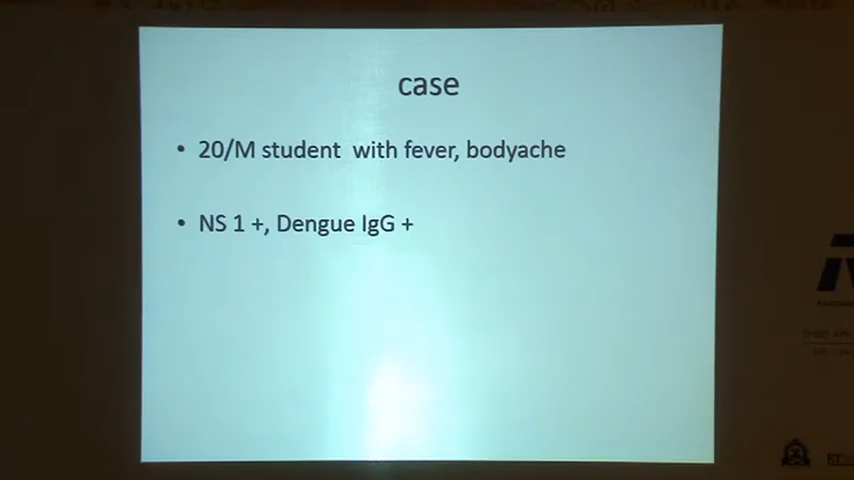 case
• 20/M student with fever, bodyache
• NS 1 +, Dengue IgG +